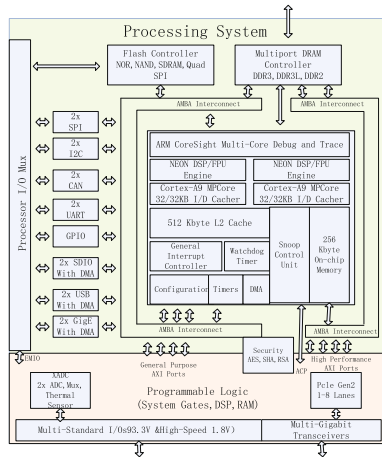 Processing System
Flash Controller
NOR, NAND, SDRAM, Quad
SPI
Multiport DRAM
Controller
DDR3, DDR3L, DDR2
AMBA Interconnect
AMBA Interconnect
Processor I/O Mux
2x
SPI
2x
I2C
2x
CAN
2x
UART
GPIO
2x SDIO
With DMA
2x USB
With DMA
2x GigE
With DMA
ARM CoreSight Multi-Core Debug and Trace
NEON DSP/FPU
Engine
NEON DSP/FPU
Engine
Cortex-A9 MPCore
32/32KB I/D Cacher
Cortex-A9 MPCore
32/32KB I/D Cacher
512 Kbyte L2 Cache
Snoop
Control
Unit
256
Kbyte
On-chip
Memory
General
Interrupt
Controller
Watchdog
Timer
Configuration
Timers
DMA
AMBA Interconnect
AMBA Interconnect
EMIO
General Purpose
AXI Ports
Security
AES,SHA,RSA
ACP
High Performance
AXI Ports
XADC
2x ADC,Mux,
Thermal
Sensor
Programmable Logic
(System Gates, DSP, RAM)
Pcle Gen2
1-8 Lanes
Multi-Standard I/Os93.3V &High-Speed 1.8V)
Multi-Gigabit
Transceivers